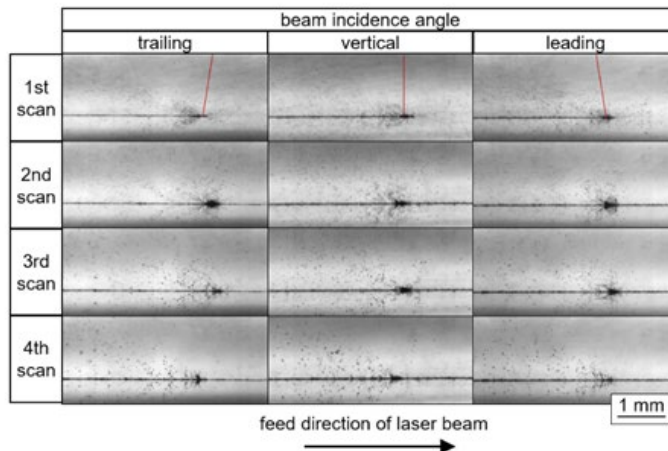 beam incidence angle
trailing vertical leading
1st
scan
2nd
scan
3rd
scan
4th
scan
1 mm
feed direction of laser beam